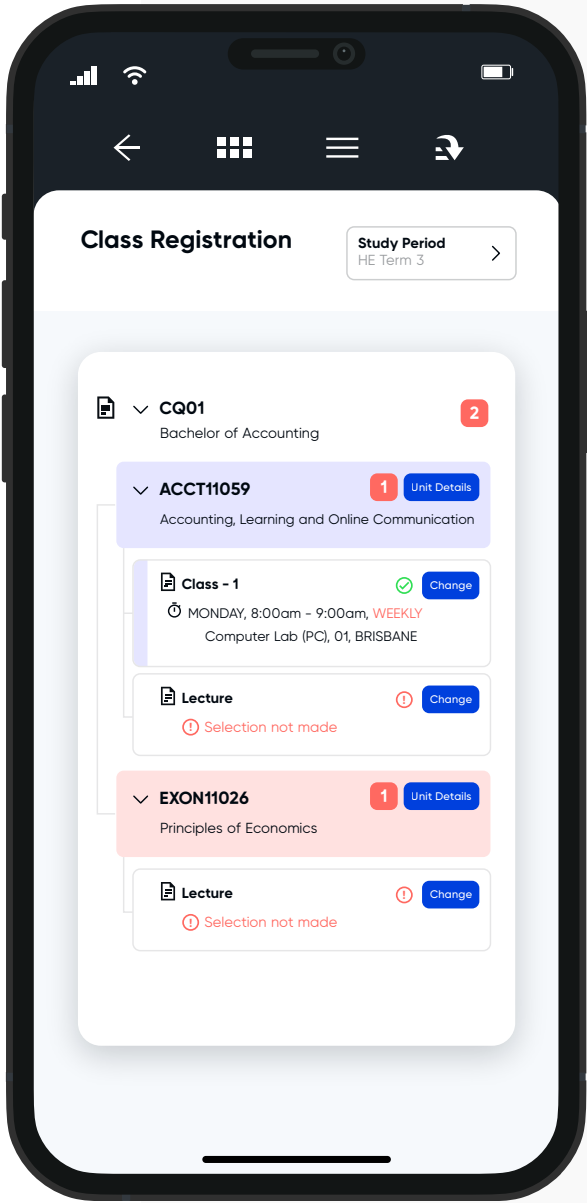 Class Registration
Study Period
HE Term 3
CQ01
2
Bachelor of Accounting
ACCT11059
1
Unit Details
Accounting, Learning and Online Communication
Class - 1
Change
MONDAY, 8:00am - 9:00am, WEEKLY
Computer Lab (PC), 01, BRISBANE
Lecture
Change
Selection not made
EXON11026
1
Unit Details
Principles of Economics
Lecture
Change
Selection not made